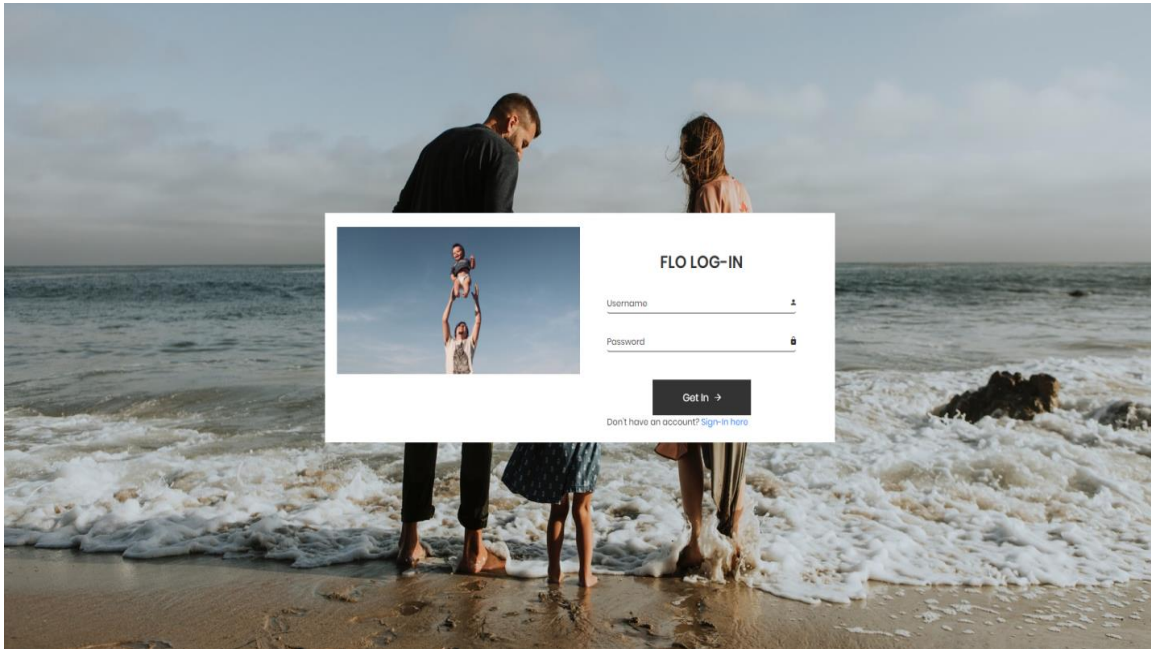 FLO LOG-IN
Username
Password
Get In →
Don't have an account? Sign-In here